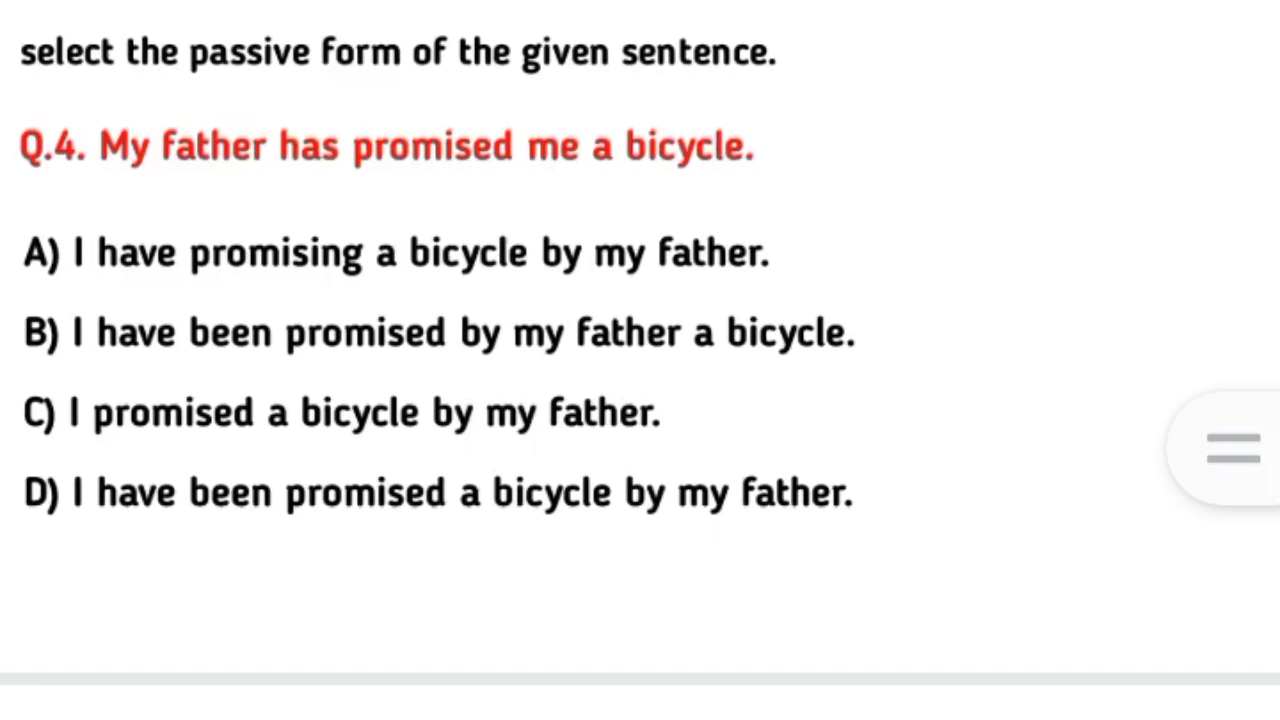 select the passive form of the given sentence.
Q.4. My father has promised me a bicycle.
A) I have promising a bicycle by my father.
B) I have been promised by my father a bicycle.
C) I promised a bicycle by my father.
D) I have been promised a bicycle by my father.